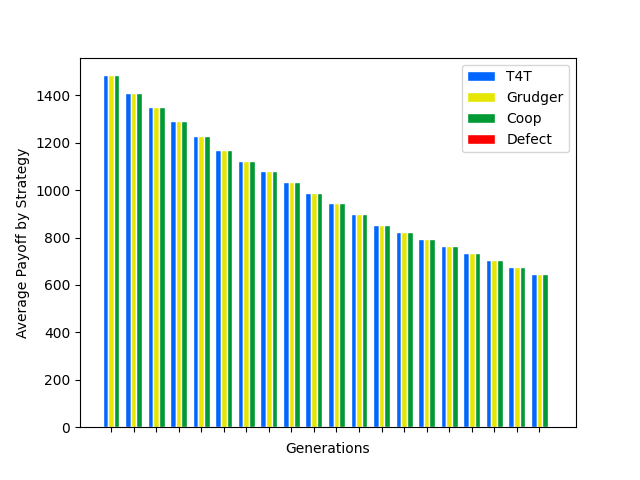 T4T
Grudger
Coop
Defect
Average Payoff by Strategy
1400
1200
1000
800
600
400
200
0
Generations